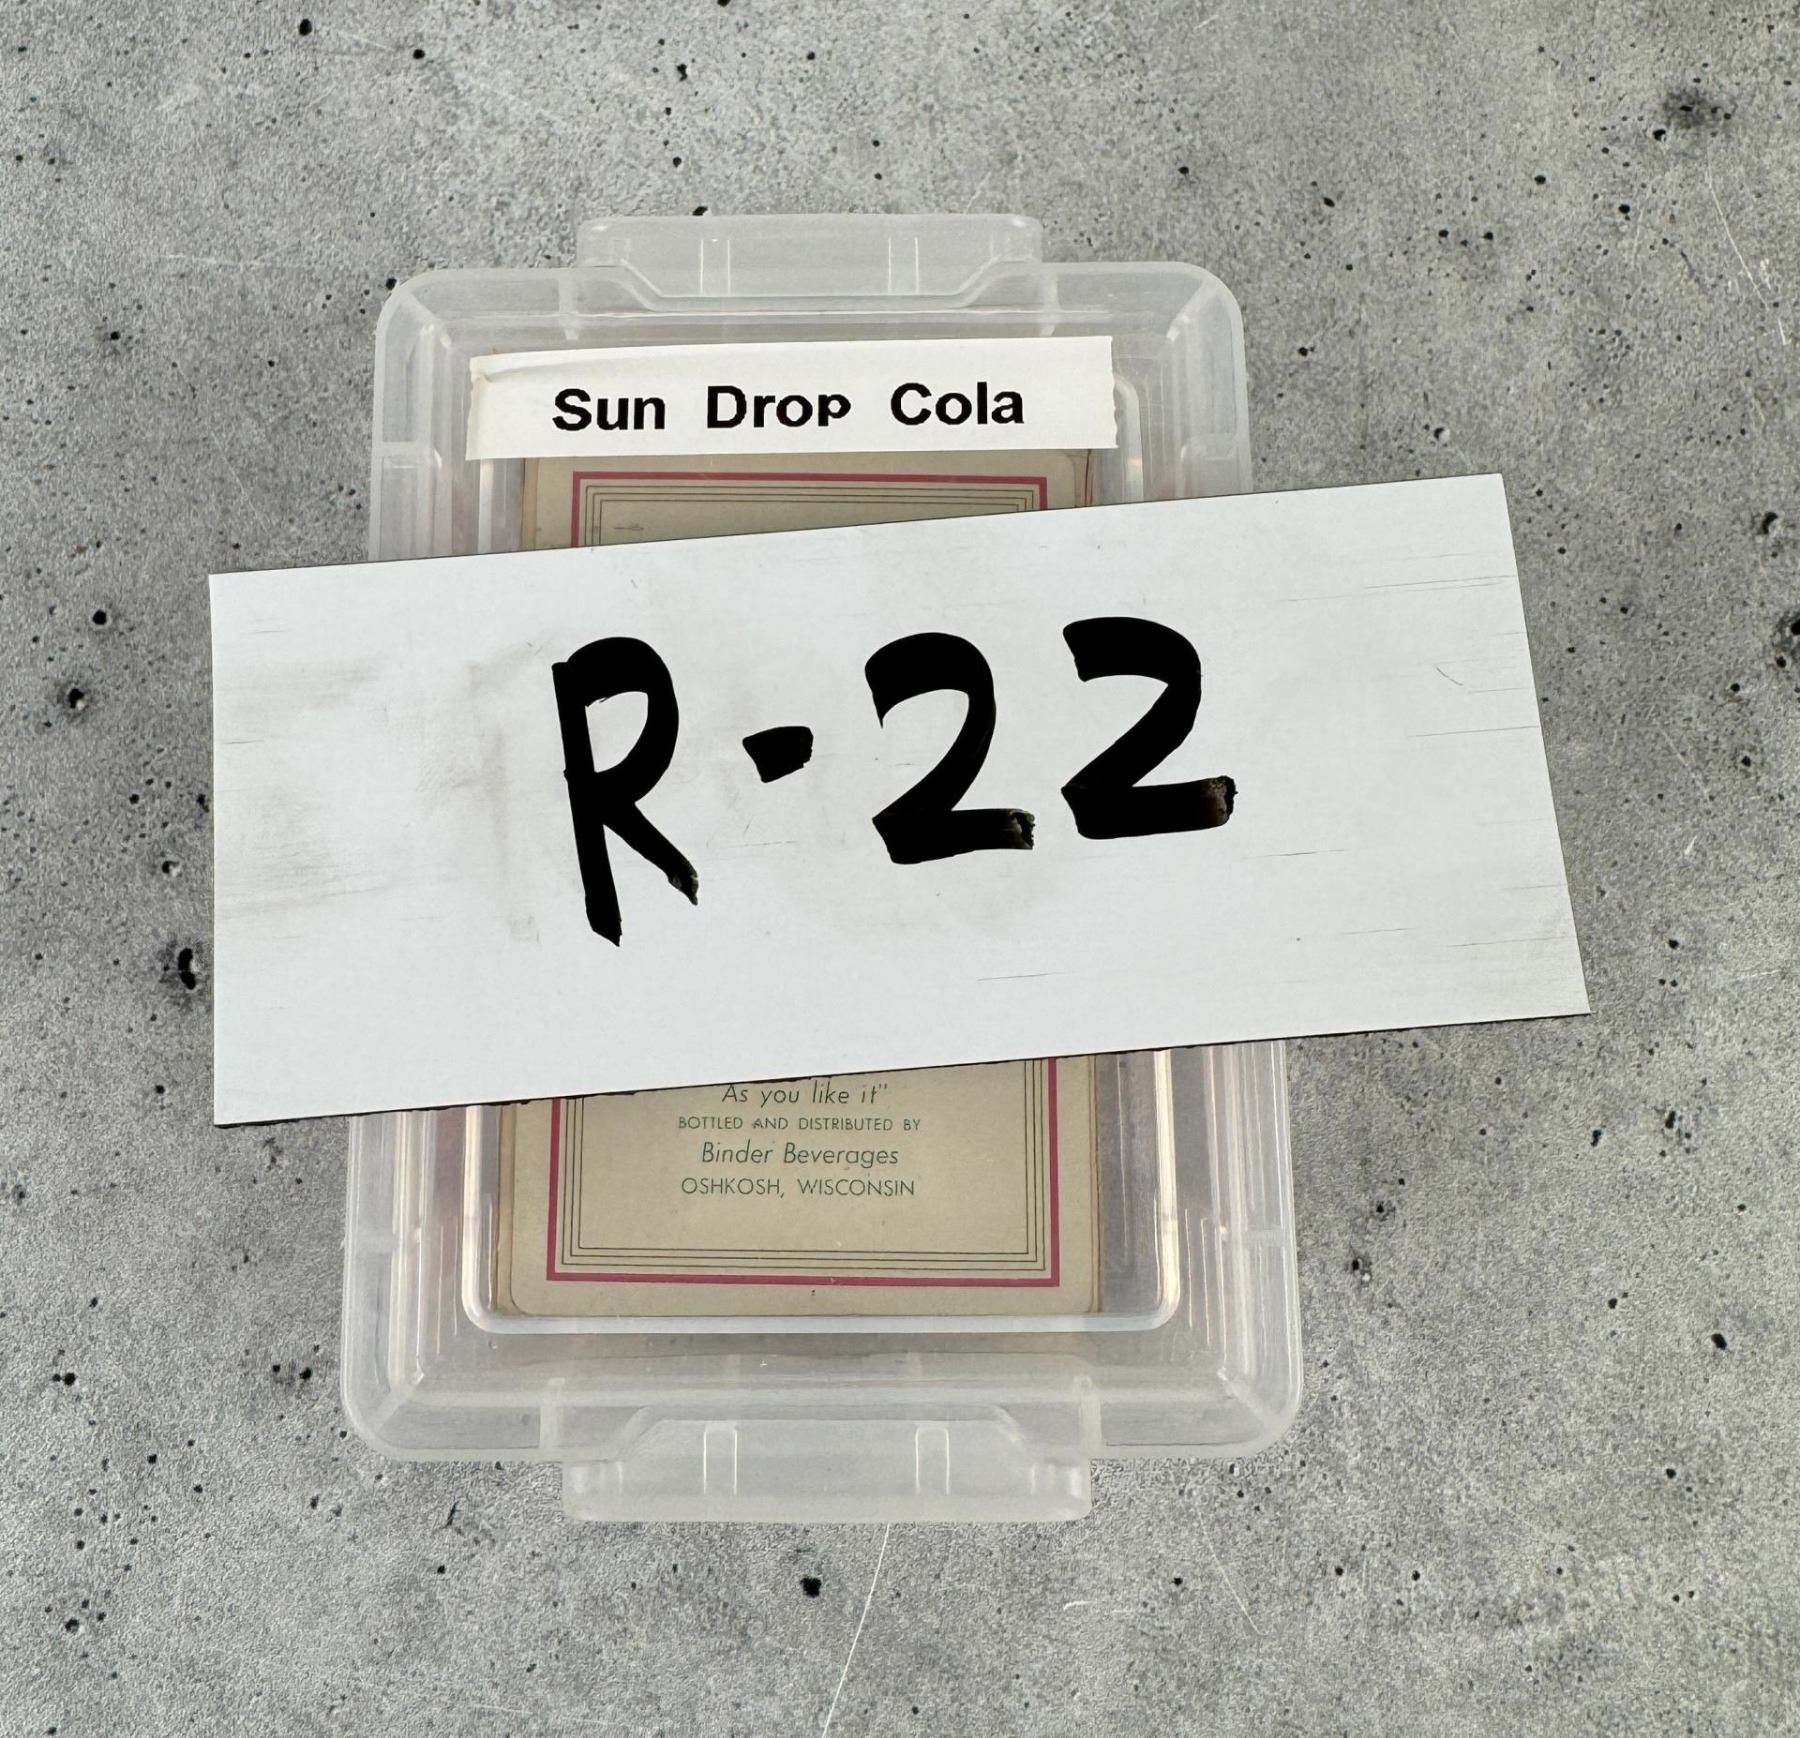 Sun Drop Cola
R-22
As you like it"
BOTTLED AND DISTRIBUTED BY
Binder Beverages
OSHKOSH, WISCONSIN